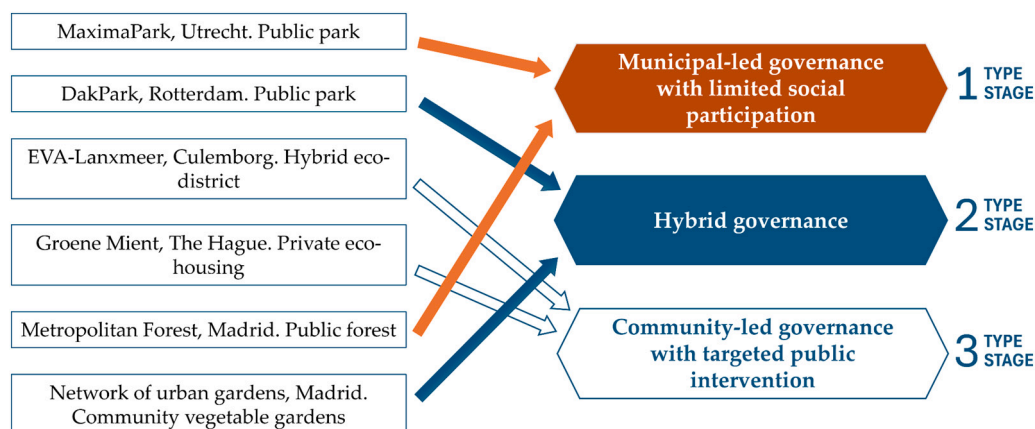 MaximaPark, Utrecht. Public park
DakPark, Rotterdam. Public park
EVA-Lanxmeer, Culemborg. Hybrid eco-
district
Groene Mient, The Hague. Private eco-
housing
Metropolitan Forest, Madrid. Public forest
Network of urban gardens, Madrid.
Community vegetable gardens
Municipal-led governance
with limited social
participation
1 TYPE
STAGE
Hybrid governance
2 TYPE
STAGE
Community-led governance
with targeted public
intervention
3 TYPE
STAGE